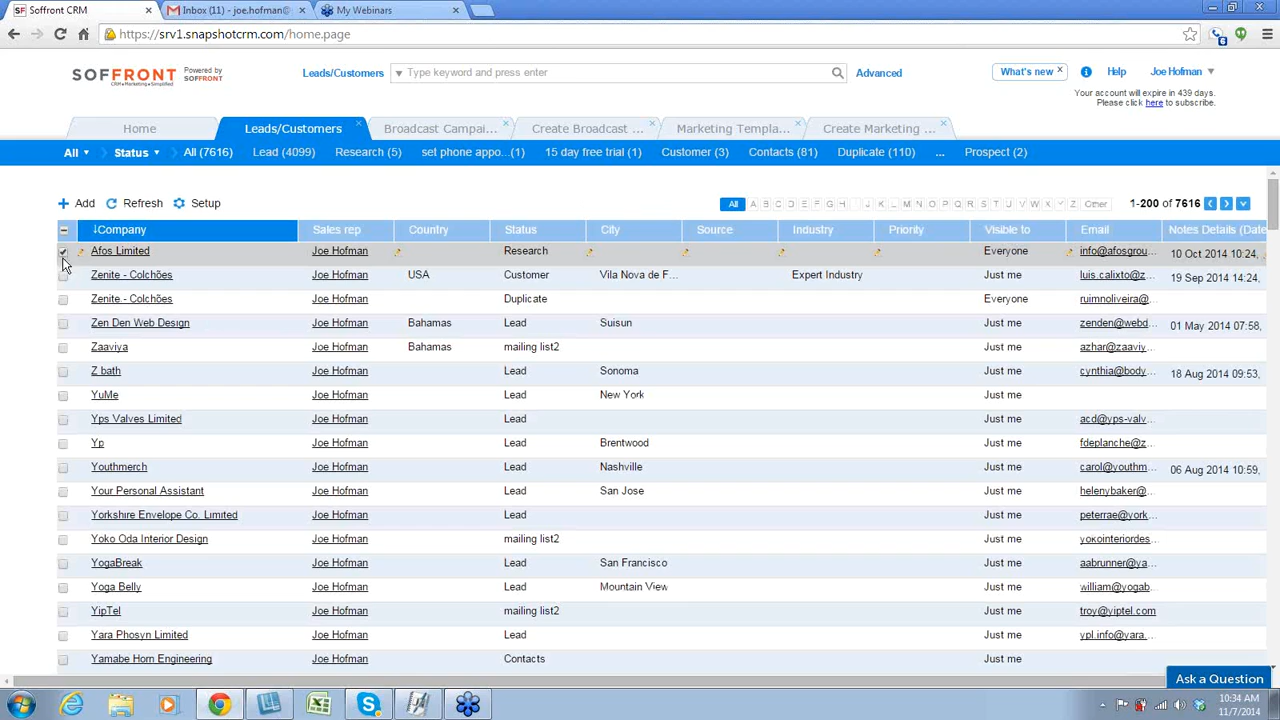 Soffront CRM
Inbox (11) - joe.hofman@
My Webinars
https://srv1.snapshotcrm.com/home.page
6
SOFFRONT
CRM+Marketing+Simplified
Powered by
SOFFRONT
Leads/Customers
Type keyword and press enter
Advanced
What's new x
Help
Joe Hofman
Your account will expire in 439 days.
Please click here to subscribe.
Home
Leads/Customers
Broadcast Campai...
Create Broadcast ...
Marketing Templa...
Create Marketing ...
All
Status
All (7616)
Lead (4099)
Research (5)
set phone appo...(1)
15 day free trial (1)
Customer (3)
Contacts (81)
Duplicate (110)
...
Prospect (2)
Add
Refresh
Setup
All A B C D E F G H I J K L M N O P Q R S T U V W X Y Z Other
1-200 of 7616
↓Company Sales rep Country Status City Source Industry Priority Visible to Email Notes Details (Date
Afos Limited Joe Hofman Research Everyone info@afosgrou... 10 Oct 2014 10:24,
Zenite - Colchões Joe Hofman USA Customer Vila Nova de F... Expert Industry Just me luis.calixto@z... 19 Sep 2014 14:24,
Zenite - Colchões Joe Hofman Duplicate Everyone ruimnoliveira@...
Zen Den Web Design Joe Hofman Bahamas Lead Suisun Just me zenden@webd... 01 May 2014 07:58,
Zaaviya Joe Hofman Bahamas mailing list2 Just me azhar@zaaviy...
Z bath Joe Hofman Lead Sonoma Just me cynthia@body... 18 Aug 2014 09:53,
YuMe Joe Hofman Lead New York Just me
Yps Valves Limited Joe Hofman Lead Just me acd@yps-valv...
Yp Joe Hofman Lead Brentwood Just me fdeplanche@z...
Youthmerch Joe Hofman Lead Nashville Just me carol@youthm... 06 Aug 2014 10:59,
Your Personal Assistant Joe Hofman Lead San Jose Just me helenybaker@...
Yorkshire Envelope Co. Limited Joe Hofman Lead Just me peterrae@york...
Yoko Oda Interior Design Joe Hofman mailing list2 Just me yokointeriordes...
YogaBreak Joe Hofman Lead San Francisco Just me aabrunner@ya...
Yoga Belly Joe Hofman Lead Mountain View Just me william@yogab...
YipTel Joe Hofman mailing list2 Just me troy@yiptel.com
Yara Phosyn Limited Joe Hofman Lead Just me ypl.info@yara...
Yamabe Horn Engineering Joe Hofman Contacts Just me
Ask a Question
10:34 AM
11/7/2014